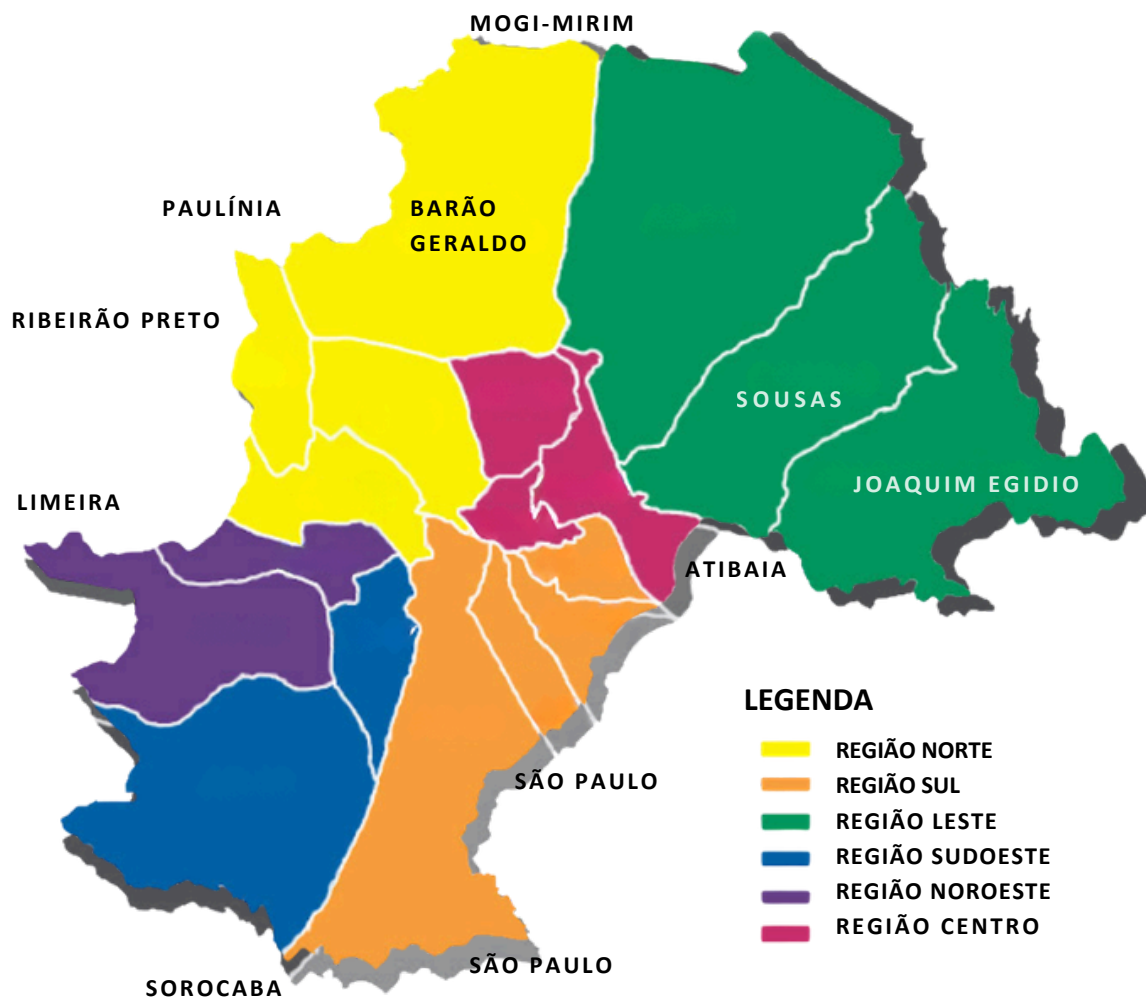 MOGI-MIRIM
PAULÍNIA
BARÃO
GERALDO
RIBEIRÃO PRETO
SOUSAS
JOAQUIM EGIDIO
LIMEIRA
ATIBAIA
LEGENDA
REGIÃO NORTE
REGIÃO SUL
REGIÃO LESTE
REGIÃO SUDOESTE
REGIÃO NOROESTE
REGIÃO CENTRO
SÃO PAULO
SÃO PAULO
SOROCABA